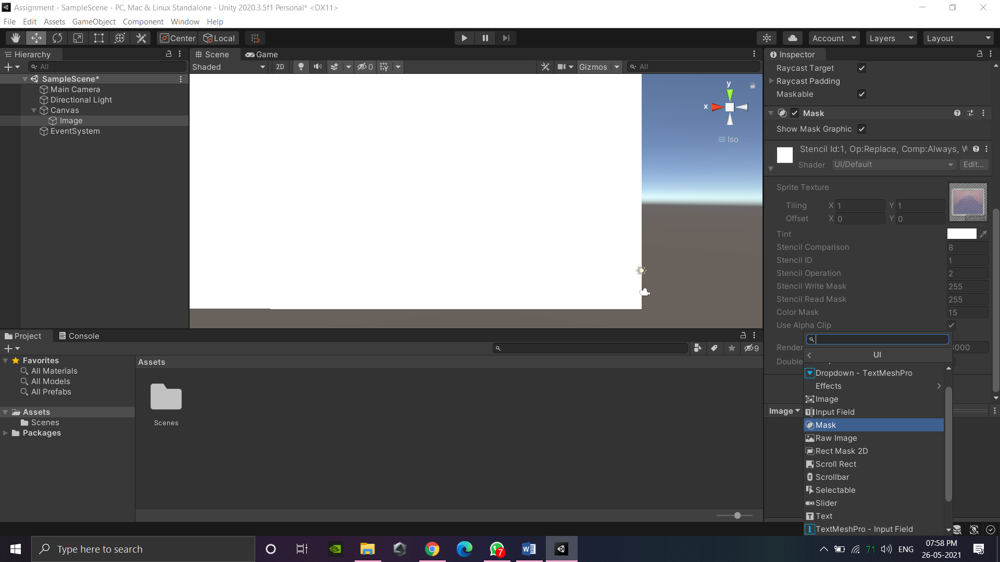 Assignment - SampleScene - PC, Mac & Linux Standalone - Unity 2020.3.5f1 Personal* <DX11>
File Edit Assets GameObject Component Window Help
Center Local Account Layers Layout
Hierarchy
All
SampleScene*
Main Camera
Directional Light
Canvas
Image
EventSystem
Scene Game
Shaded 2D 0 Gizmos All
y
x
Iso
Inspector
Raycast Target
Raycast Padding
Maskable
Mask
Show Mask Graphic
Stencil Id:1, Op:Replace, Comp:Always, W
Shader UI/Default Edit...
Sprite Texture
Tiling X 1 Y 1
Offset X 0 Y 0
Select
Tint
Stencil Comparison 8
Stencil ID 1
Stencil Operation 2
Stencil Write Mask 255
Stencil Read Mask 255
Color Mask 15
Use Alpha Clip
Render 3000
Double
Image
UI
Dropdown - TextMeshPro
Effects
Image
Input Field
Mask
Raw Image
Rect Mask 2D
Scroll Rect
Scrollbar
Selectable
Slider
Text
TextMeshPro - Input Field
Project Console
9
Favorites
All Materials
All Models
All Prefabs
Assets
Scenes
Packages
Assets
Scenes
Type here to search
7
71 ENG
07:58 PM
26-05-2021